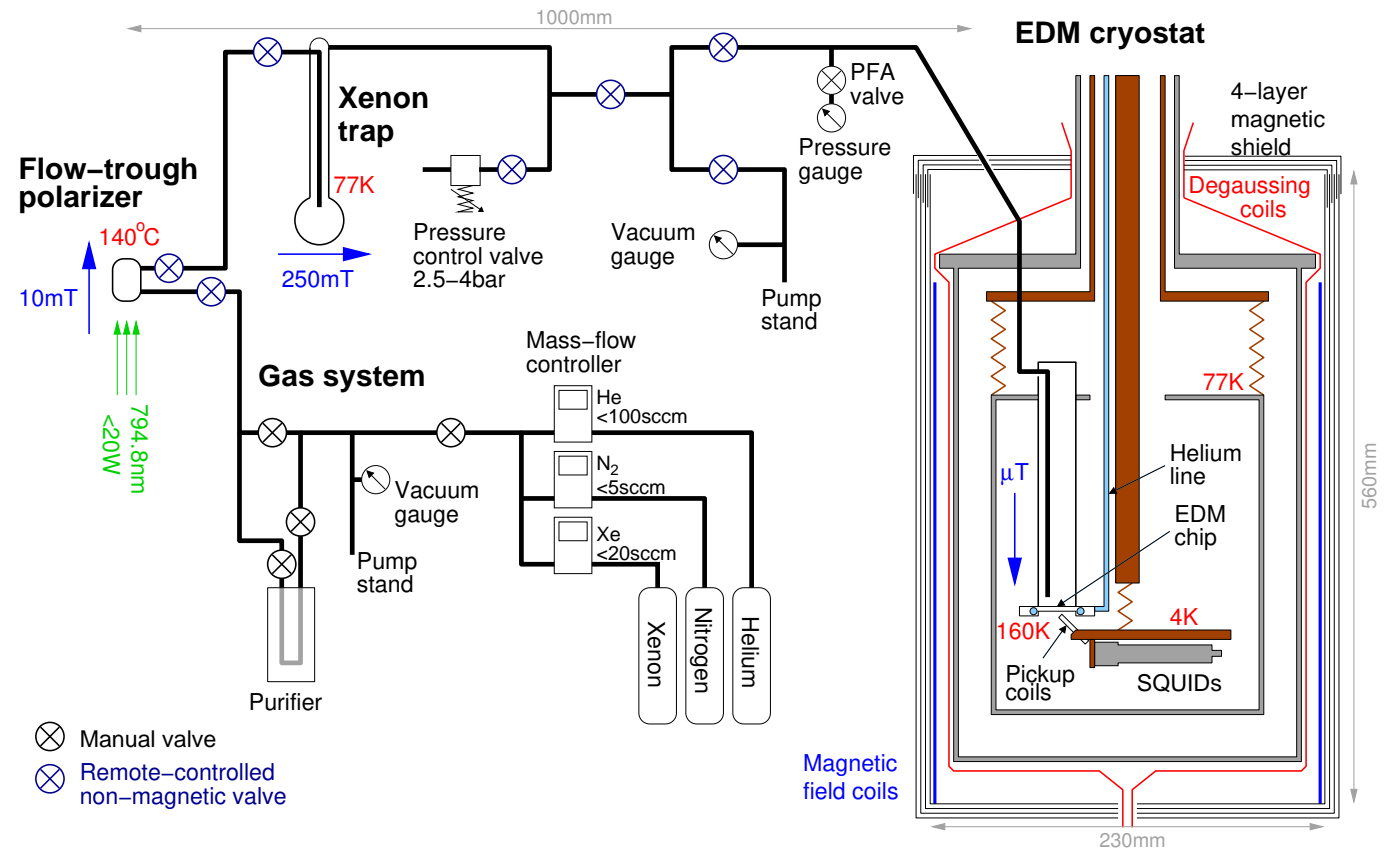 1000mm
EDM cryostat
PFA
valve
Xenon
trap
4−layer
magnetic
shield
Pressure
gauge
Flow−trough
polarizer
77K
Degaussing
coils
140°C
Pressure
control valve
2.5−4bar
Vacuum
gauge
10mT
250mT
Pump
stand
Mass−flow
controller
Gas system
77K
He
<100sccm
794.8nm
<20W
N2
<5sccm
Helium
line
μT
560mm
Vacuum
gauge
EDM
chip
Xe
<20sccm
Pump
stand
160K
4K
Xenon
Nitrogen
Helium
Pickup
coils
SQUIDs
Purifier
Manual valve
Remote−controlled
non−magnetic valve
Magnetic
field coils
230mm